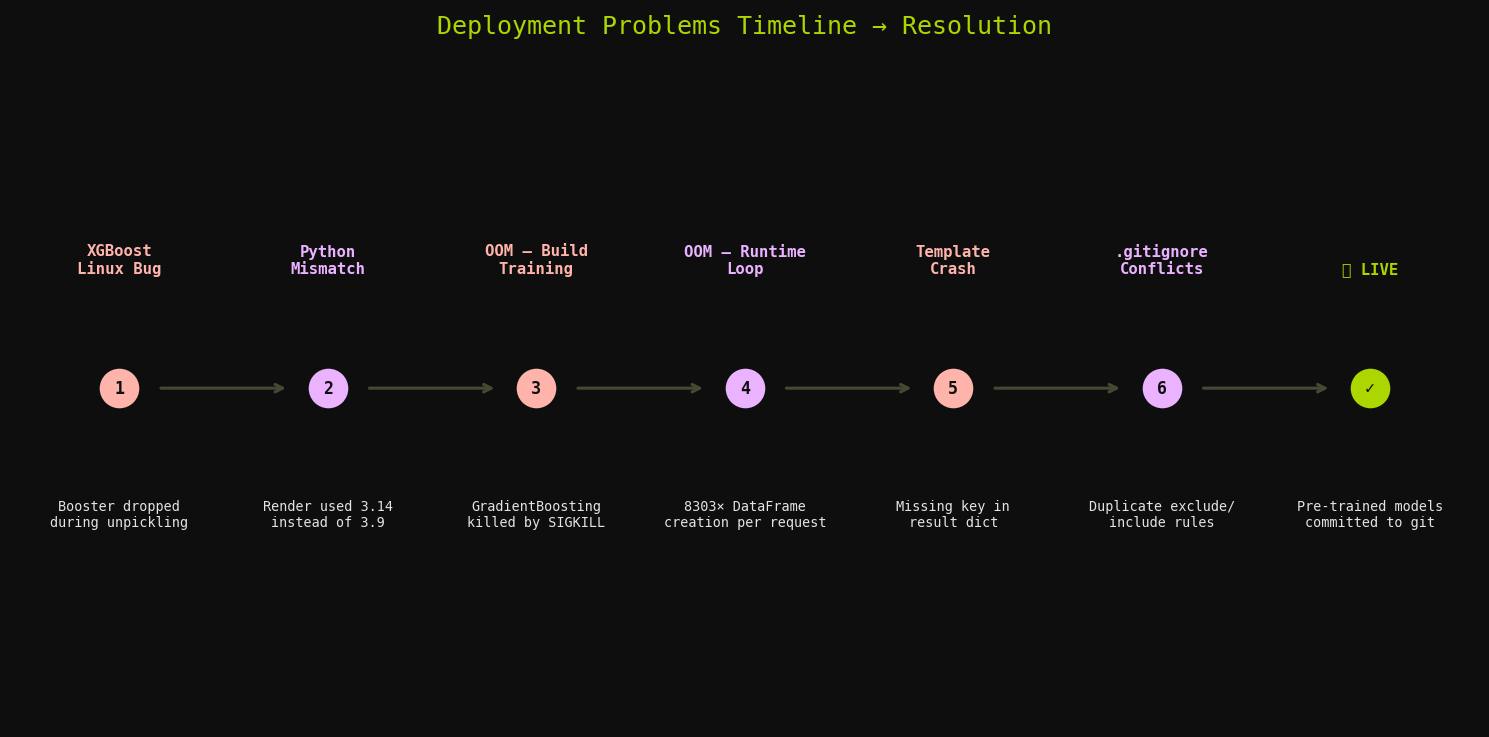 Deployment Problems Timeline → Resolution
XGBoost
Linux Bug
Python
Mismatch
OOM — Build
Training
OOM — Runtime
Loop
Template
Crash
.gitignore
Conflicts
▯ LIVE
1
2
3
4
5
6
✓
Booster dropped
during unpickling
Render used 3.14
instead of 3.9
GradientBoosting
killed by SIGKILL
8303× DataFrame
creation per request
Missing key in
result dict
Duplicate exclude/
include rules
Pre-trained models
committed to git